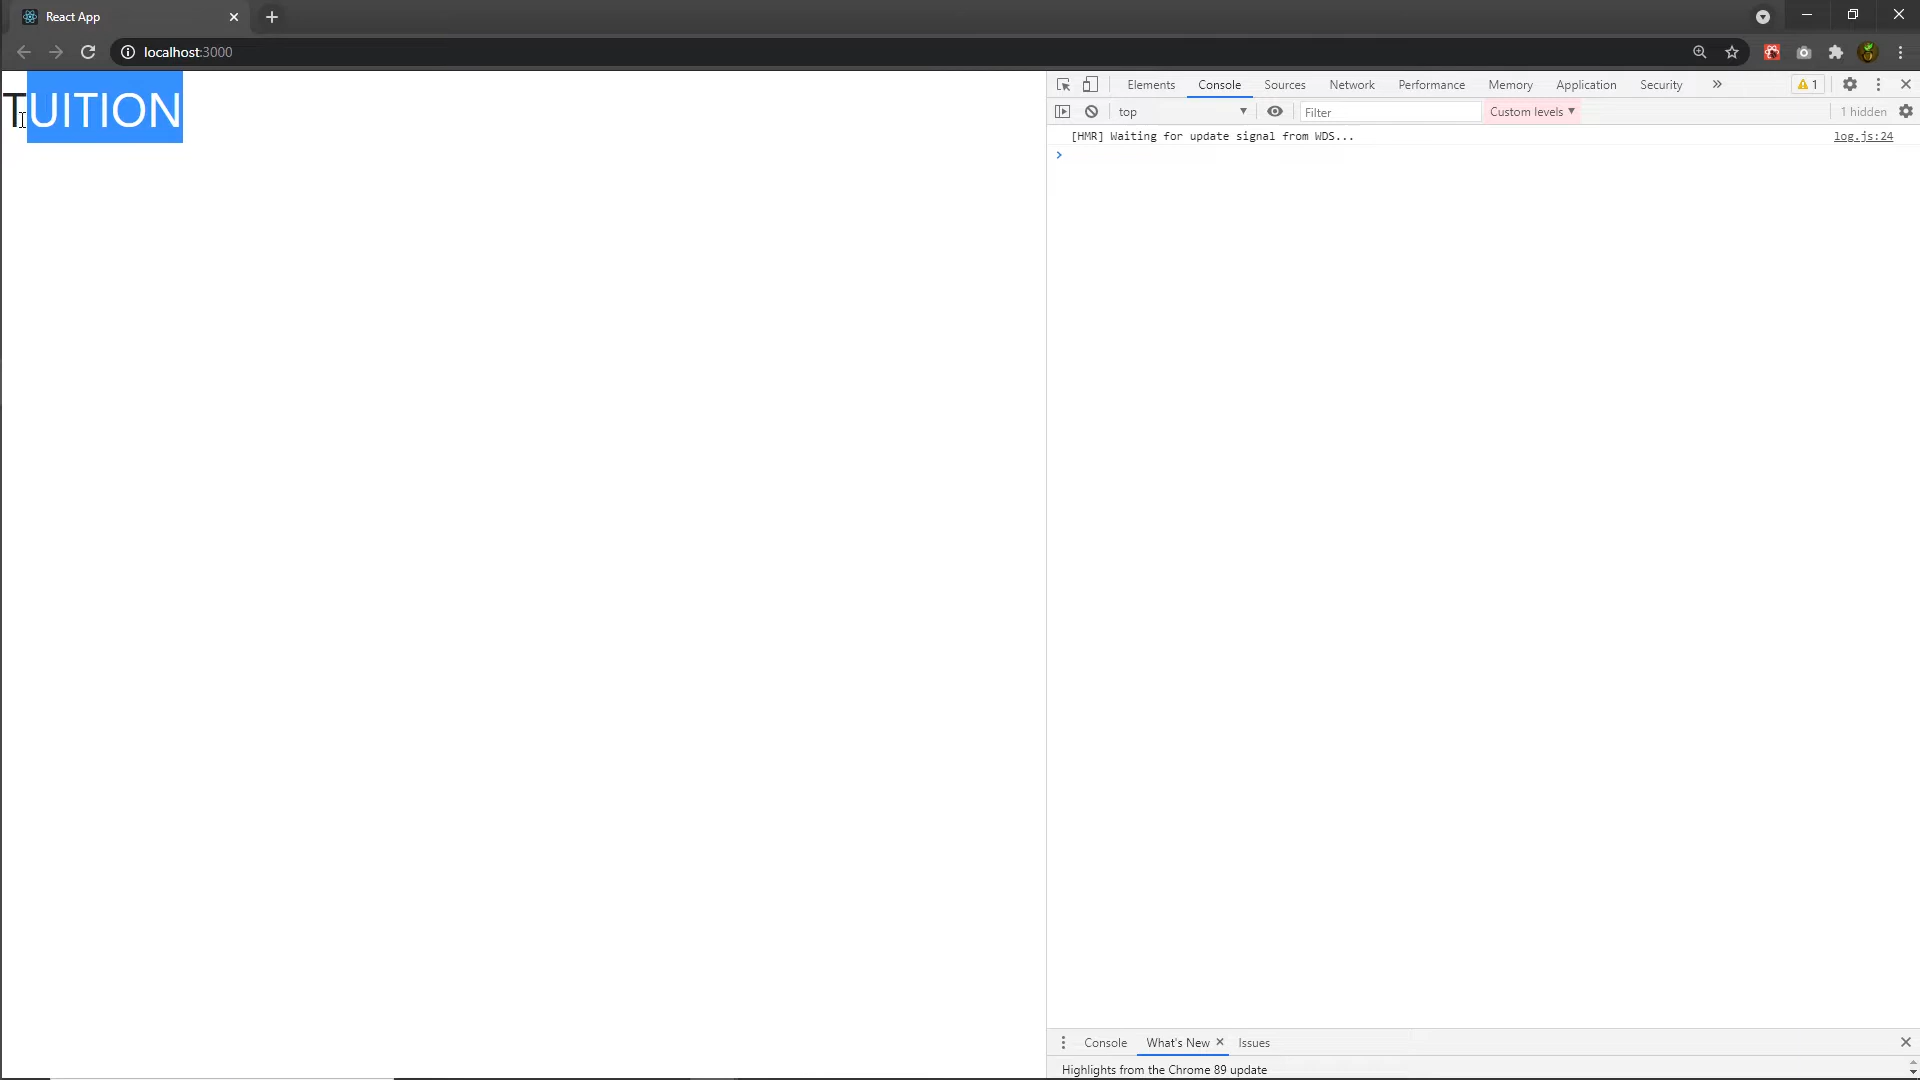 React App
localhost:3000
TUITION
Elements Console Sources Network Performance Memory Application Security » 1
top Filter Custom levels 1 hidden
[HMR] Waiting for update signal from WDS... log.js:24
Console What's New Issues
Highlights from the Chrome 89 update